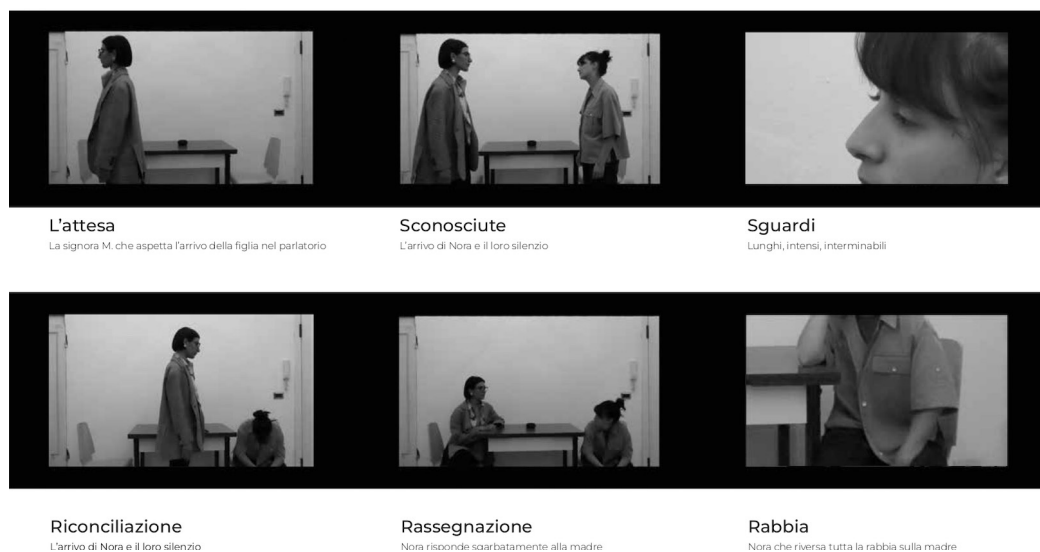 L'attesa
La signora M. che aspetta l'arrivo della figlia nel parlatorio
Sconosciute
L'arrivo di Nora e il loro silenzio
Sguardi
Lunghi, intensi, interminabili
Riconciliazione
L'arrivo di Nora e il loro silenzio
Rassegnazione
Nora risponde sgarbatamente alla madre
Rabbia
Nora che riversa tutta la rabbia sulla madre